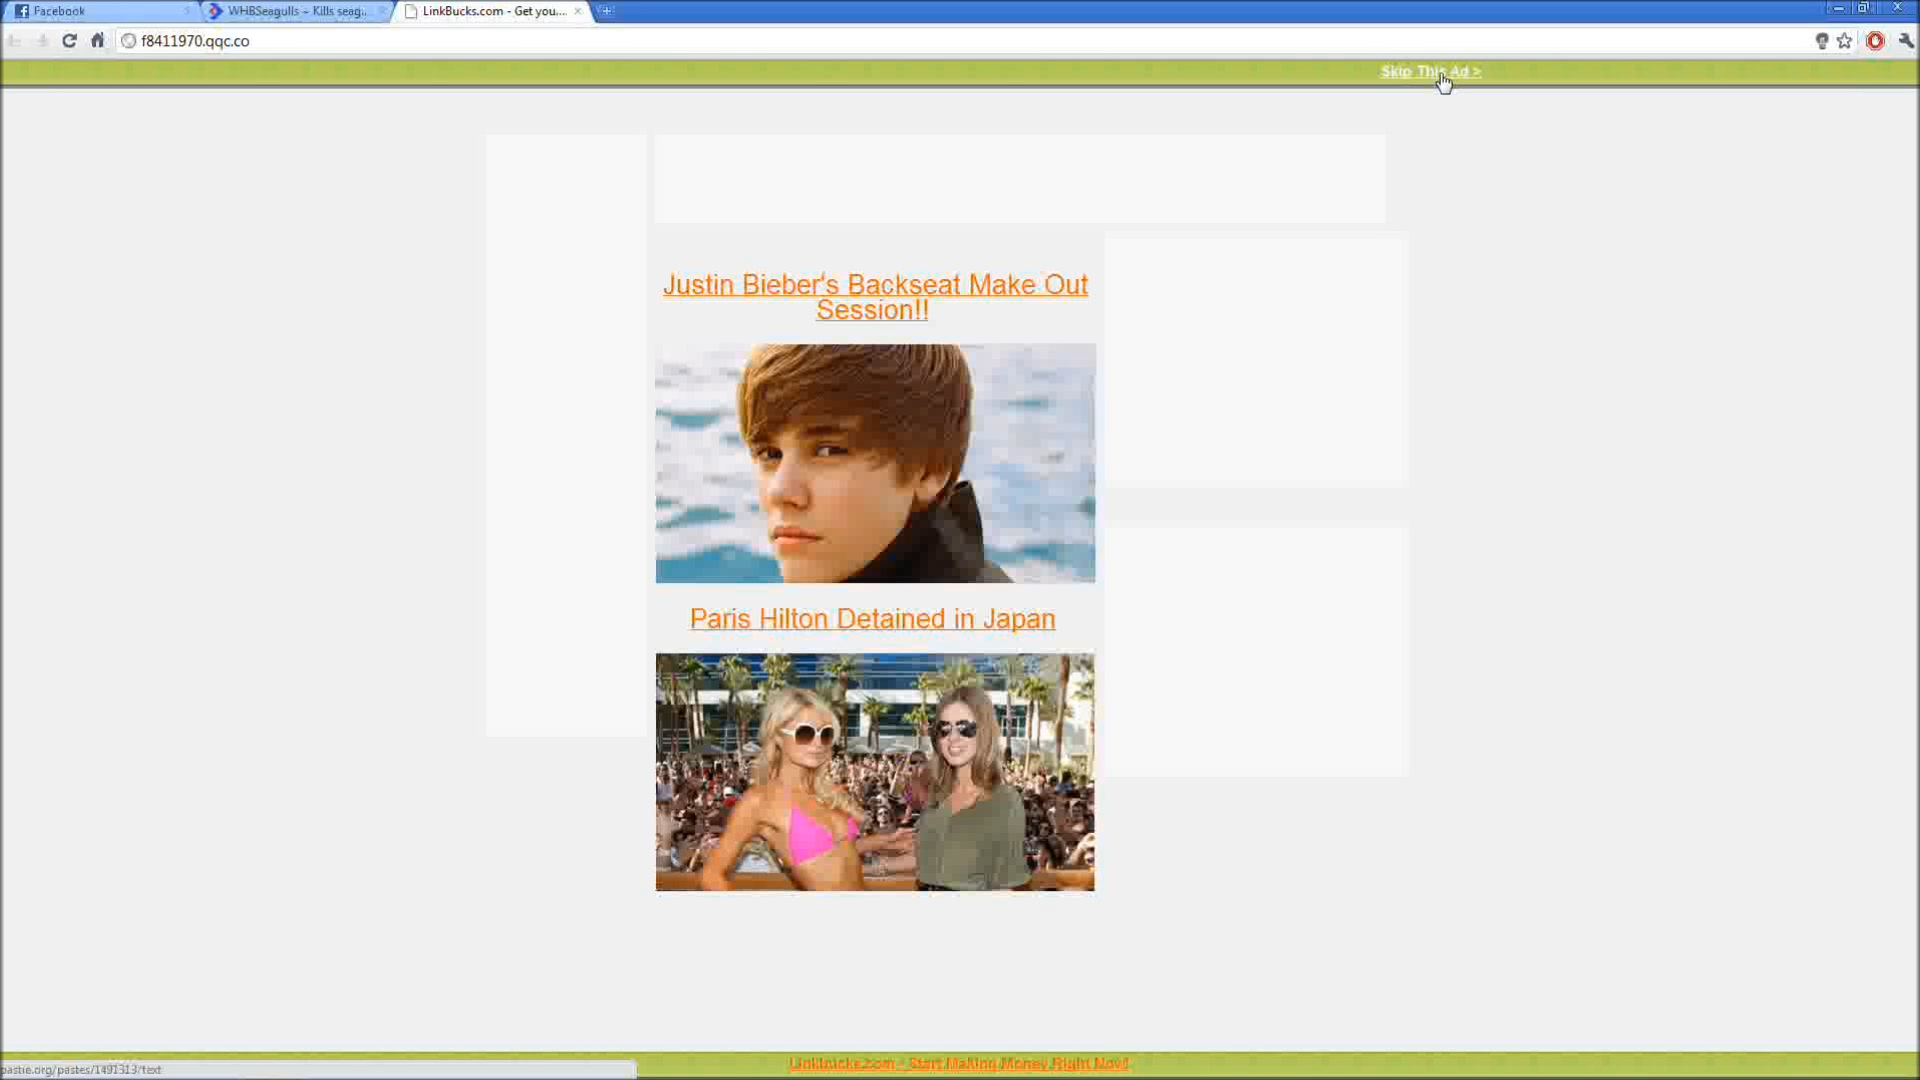 Facebook
WHBSeagulls – Kills seag...
LinkBucks.com - Get you....
f8411970.qqc.co
Skip This Ad >
Justin Bieber's Backseat Make Out
Session!!
Paris Hilton Detained in Japan
Linkbucks.com - Start Making Money Right Now!
pastie.org/pastes/1491313/text